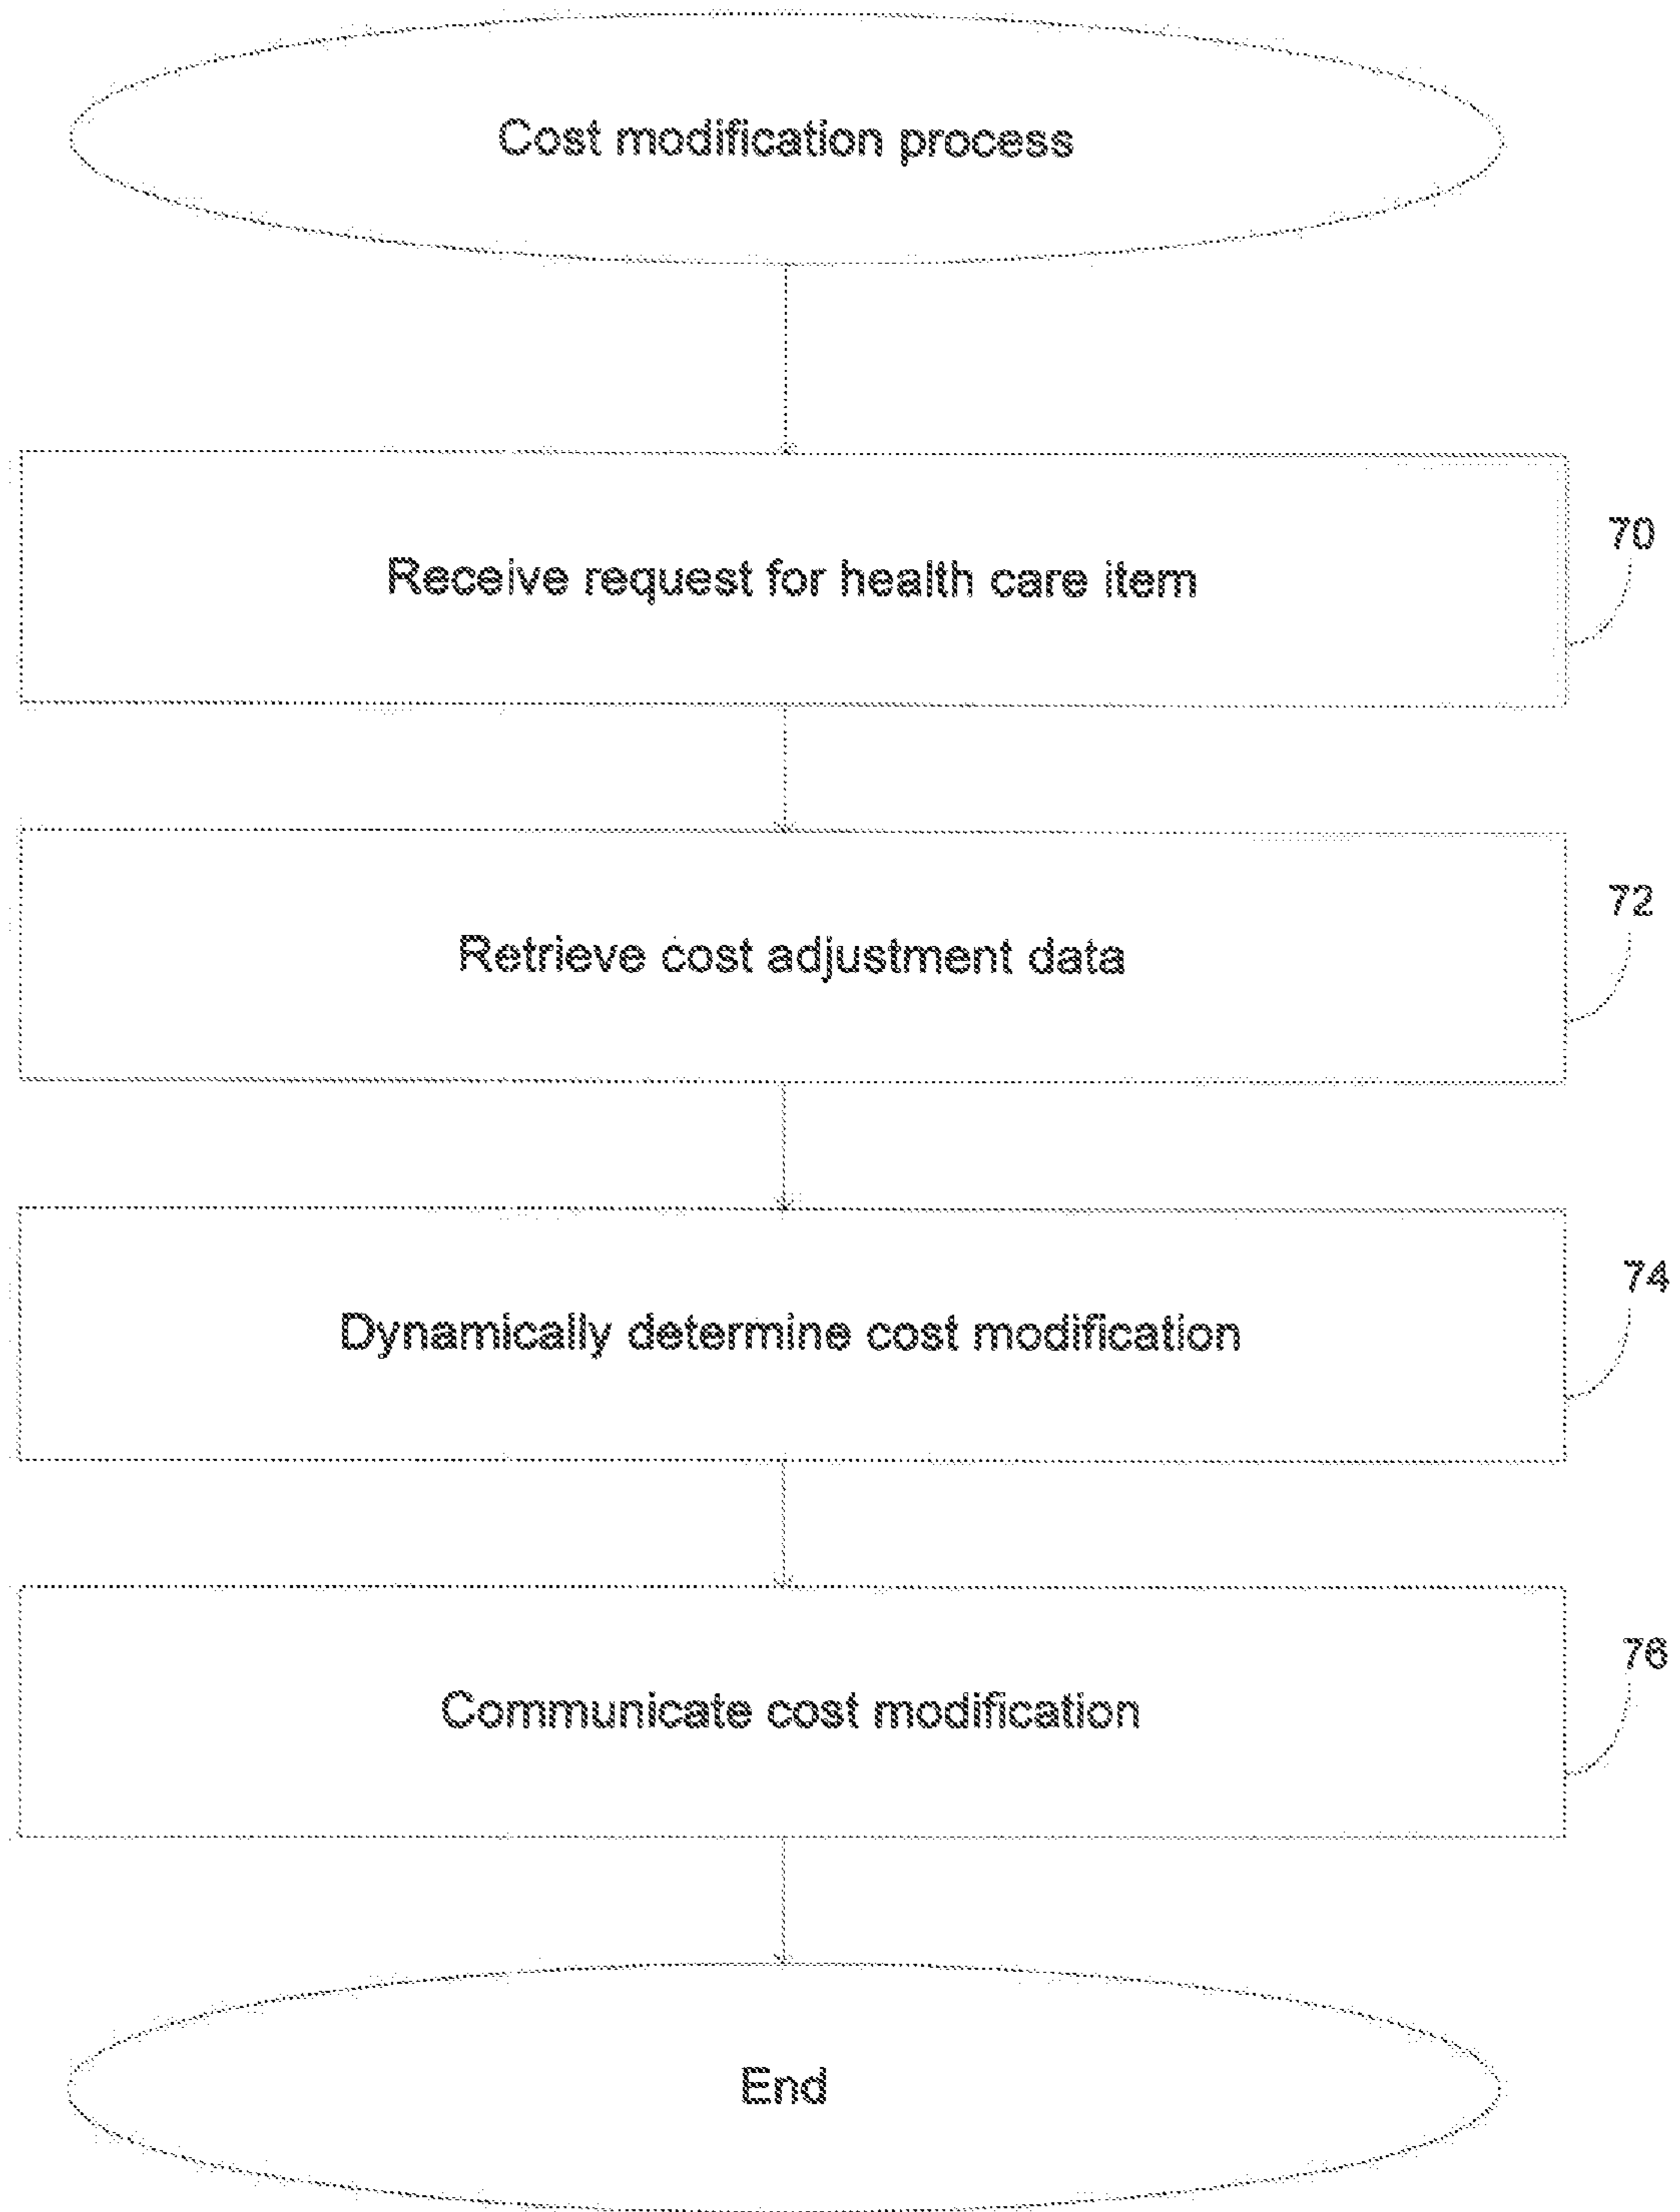 Cost modification process
Receive request for health care item
70
Retrieve cost adjustment data
72
Dynamically determine cost modification
74
Communicate cost modification
76
End